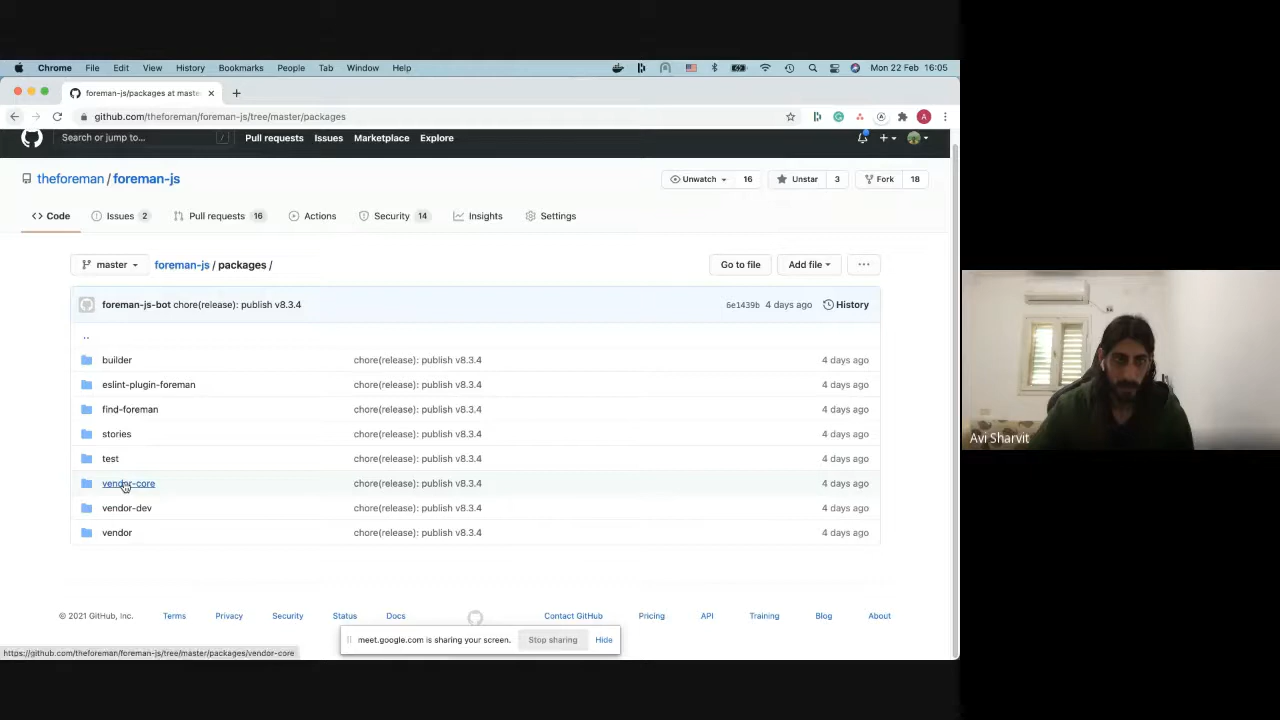 Chrome File Edit View History Bookmarks People Tab Window Help Mon 22 Feb 16:05
foreman-js/packages at maste
github.com/theforeman/foreman-js/tree/master/packages
A
Search or jump to... / Pull requests Issues Marketplace Explore
theforeman / foreman-js Unwatch 16 Unstar 3 Fork 18
Code Issues 2 Pull requests 16 Actions Security 14 Insights Settings
master foreman-js / packages / Go to file Add file ...
foreman-js-bot chore(release): publish v8.3.4 6e1439b 4 days ago History
..
builder chore(release): publish v8.3.4 4 days ago
eslint-plugin-foreman chore(release): publish v8.3.4 4 days ago
find-foreman chore(release): publish v8.3.4 4 days ago
stories chore(release): publish v8.3.4 4 days ago
test chore(release): publish v8.3.4 4 days ago
vendor-core chore(release): publish v8.3.4 4 days ago
vendor-dev chore(release): publish v8.3.4 4 days ago
vendor chore(release): publish v8.3.4 4 days ago
© 2021 GitHub, Inc. Terms Privacy Security Status Docs Contact GitHub Pricing API Training Blog About
meet.google.com is sharing your screen. Stop sharing Hide
https://github.com/theforeman/foreman-js/tree/master/packages/vendor-core
Avi Sharvit